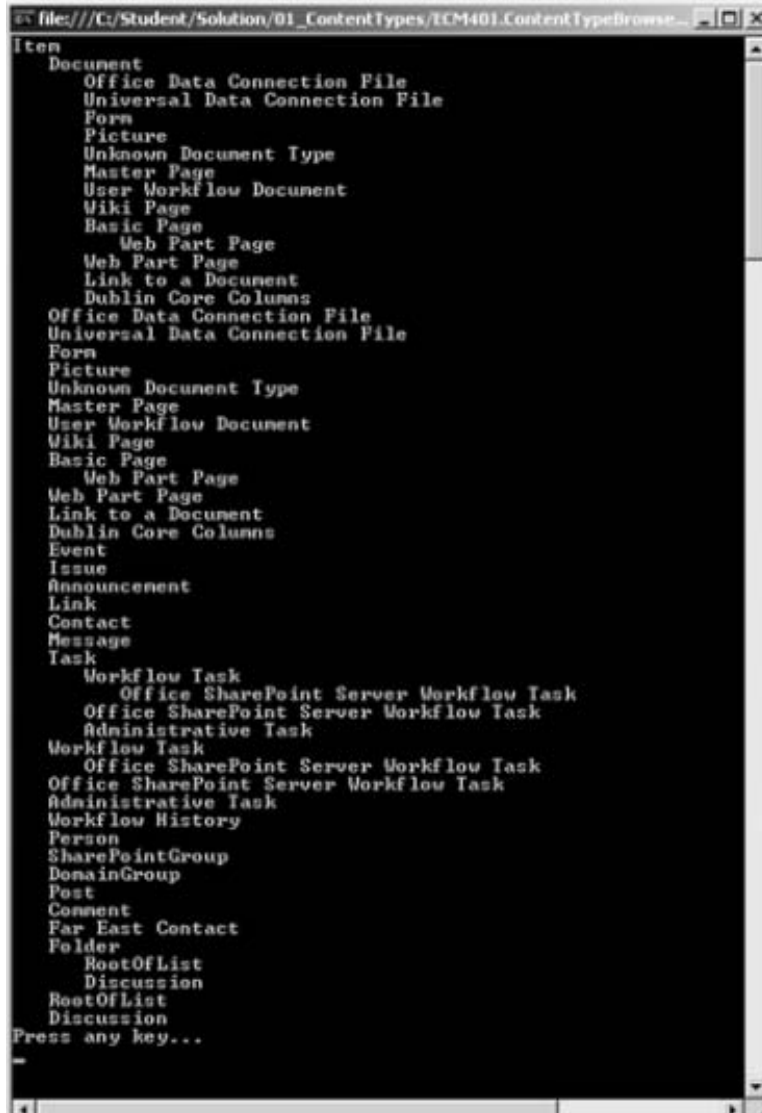 file:///C:/Student/Solution/01_ContentTypes/ECM401.ContentTypeBrowse...
Item
Document
Office Data Connection File
Universal Data Connection File
Form
Picture
Unknown Document Type
Master Page
User Workflow Document
Wiki Page
Basic Page
Web Part Page
Web Part Page
Link to a Document
Dublin Core Columns
Office Data Connection File
Universal Data Connection File
Form
Picture
Unknown Document Type
Master Page
User Workflow Document
Wiki Page
Basic Page
Web Part Page
Web Part Page
Link to a Document
Dublin Core Columns
Event
Issue
Announcement
Link
Contact
Message
Task
Workflow Task
Office SharePoint Server Workflow Task
Office SharePoint Server Workflow Task
Administrative Task
Workflow Task
Office SharePoint Server Workflow Task
Office SharePoint Server Workflow Task
Administrative Task
Workflow History
Person
SharePointGroup
DomainGroup
Post
Comment
Far East Contact
Folder
RootOfList
Discussion
RootOfList
Discussion
Press any key...